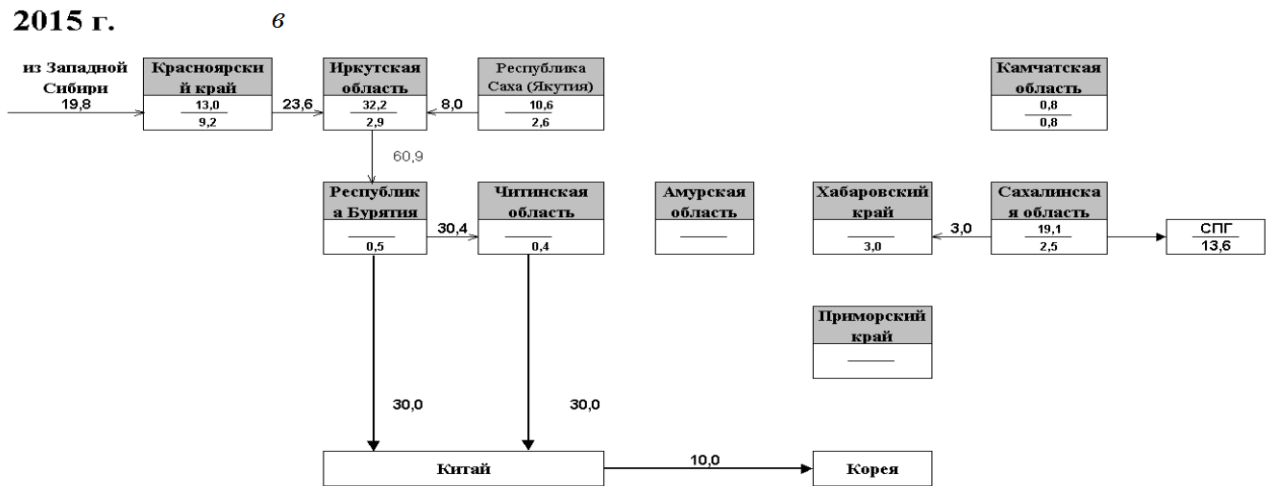 2015 г.
в
из Западной
Сибири
19,8
Красноярски
й край
13,0
9,2
23,6
Иркутская
область
32,2
2,9
8,0
Республика
Саха (Якутия)
10,6
2,6
Камчатская
область
0,8
0,8
60,9
Республик
а Бурятия
0,5
30,4
Читинская
область
0,4
Амурская
область
Хабаровский
край
3,0
3,0
Сахалинска
я область
19,1
2,5
СПГ
13,6
Приморский
край
30,0
30,0
Китай
10,0
Корея